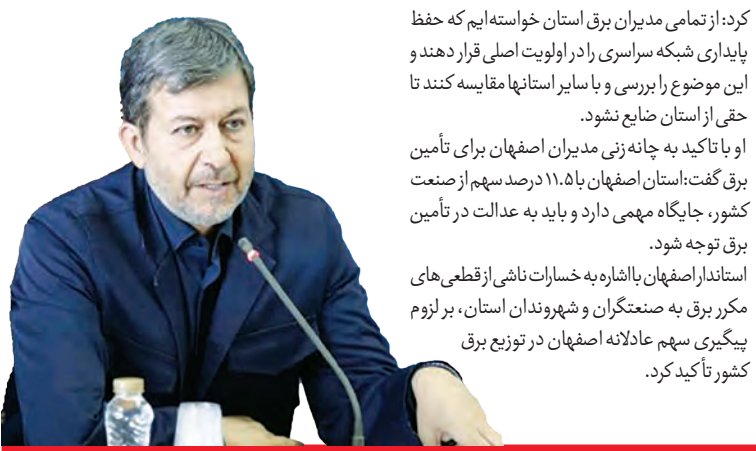 کرد: از تمامی مدیران برق استان خواسته‌ایم که حفظ
پایداری شبکه سراسری را در اولویت اصلی قرار دهند و
این موضوع را بررسی و با سایر استانها مقایسه کنند تا
حقی از استان ضایع نشود.
او با تاکید به چانه زنی مدیران اصفهان برای تأمین
برق گفت: استان اصفهان با ۱۱.۵ درصد سهم از صنعت
کشور، جایگاه مهمی دارد و باید به عدالت در تأمین
برق توجه شود.
استاندار اصفهان با اشاره به خسارات ناشی از قطعی های
مکرر برق به صنعتگران و شهروندان استان، بر لزوم
پیگیری سهم عادلانه اصفهان در توزیع برق
کشور تأکید کرد.